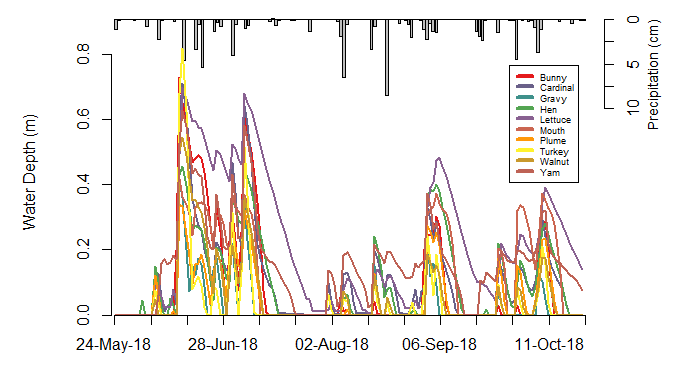 0
5
10
Precipitation (cm)
0.8
0.6
0.4
0.2
0.0
Water Depth (m)
Bunny
Cardinal
Gravy
Hen
Lettuce
Mouth
Plume
Turkey
Walnut
Yam
24-May-18 28-Jun-18 02-Aug-18 06-Sep-18 11-Oct-18